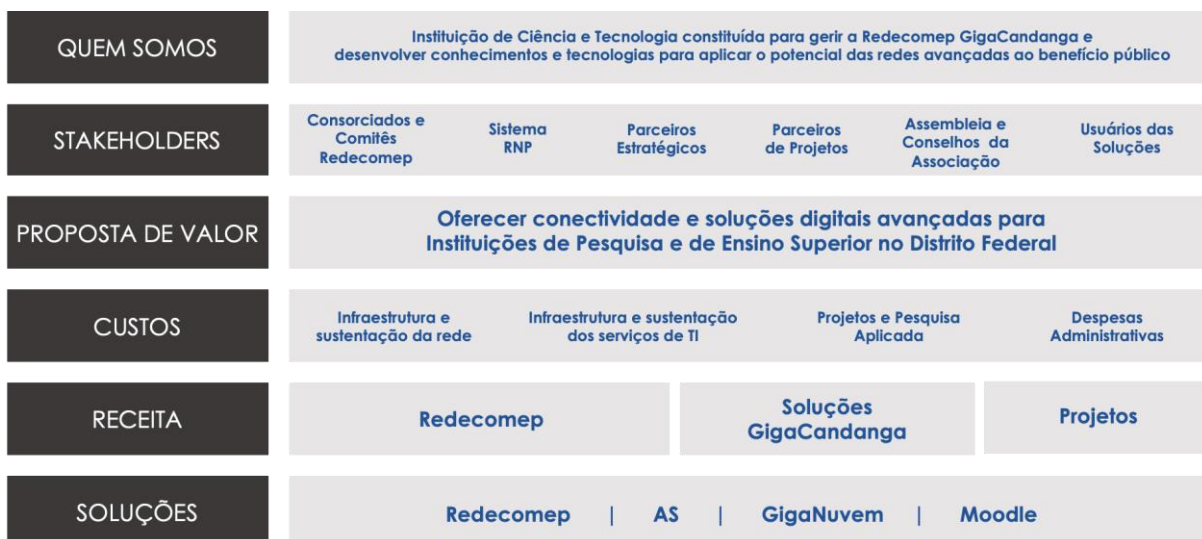 QUEM SOMOS
Instituição de Ciência e Tecnologia constituída para gerir a Redecomep GigaCandanga e
desenvolver conhecimentos e tecnologias para aplicar o potencial das redes avançadas ao benefício público
STAKEHOLDERS
Consorciados e
Comitês
Redecomep
Sistema
RNP
Parceiros
Estratégicos
Parceiros
de Projetos
Assembleia e
Conselhos da
Associação
Usuários das
Soluções
PROPOSTA DE VALOR
Oferecer conectividade e soluções digitais avançadas para
Instituições de Pesquisa e de Ensino Superior no Distrito Federal
CUSTOS
Infraestrutura e
sustentação da rede
Infraestrutura e sustentação
dos serviços de TI
Projetos e Pesquisa
Aplicada
Despesas
Administrativas
RECEITA
Redecomep
Soluções
GigaCandanga
Projetos
SOLUÇÕES
Redecomep | AS | GigaNuvem | Moodle